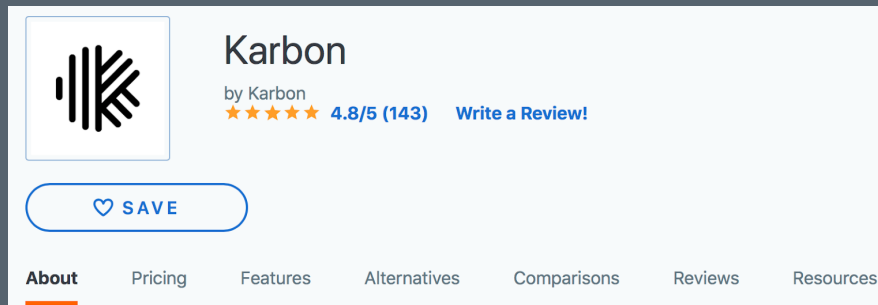 Karbon
by Karbon
4.8/5 (143) Write a Review!
SAVE
About Pricing Features Alternatives Comparisons Reviews Resources